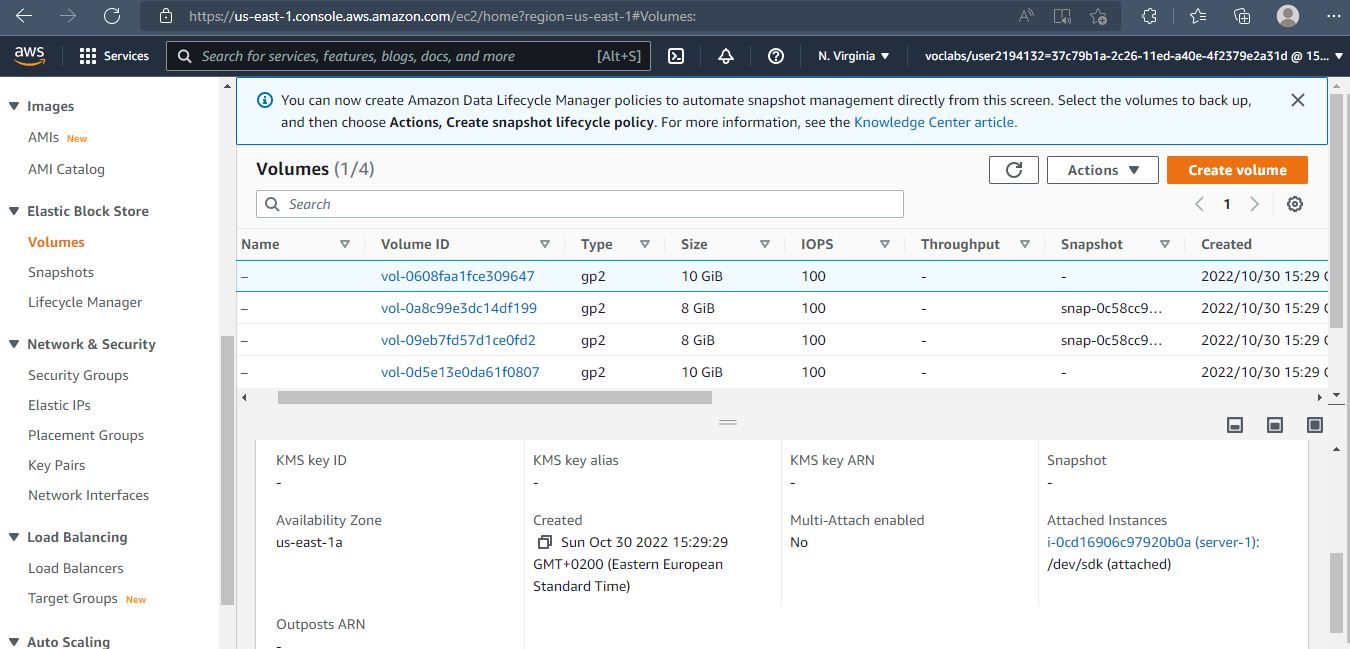 https://us-east-1.console.aws.amazon.com/ec2/home?region=us-east-1#Volumes:
aws
Services
Search for services, features, blogs, docs, and more
[Alt+S]
N. Virginia
voclabs/user2194132=37c79b1a-2c26-11ed-a40e-4f2379e2a31d @ 15...
Images
AMIs New
AMI Catalog
Elastic Block Store
Volumes
Snapshots
Lifecycle Manager
Network & Security
Security Groups
Elastic IPs
Placement Groups
Key Pairs
Network Interfaces
Load Balancing
Load Balancers
Target Groups New
Auto Scaling
You can now create Amazon Data Lifecycle Manager policies to automate snapshot management directly from this screen. Select the volumes to back up,
and then choose Actions, Create snapshot lifecycle policy. For more information, see the Knowledge Center article.
Volumes (1/4)
Actions
Create volume
Search
1
Name Volume ID Type Size IOPS Throughput Snapshot Created
– vol-0608faa1fce309647 gp2 10 GiB 100 - - 2022/10/30 15:29
– vol-0a8c99e3dc14df199 gp2 8 GiB 100 - snap-0c58cc9... 2022/10/30 15:29
– vol-09eb7fd57d1ce0fd2 gp2 8 GiB 100 - snap-0c58cc9... 2022/10/30 15:29
– vol-0d5e13e0da61f0807 gp2 10 GiB 100 - - 2022/10/30 15:29
KMS key ID
-
KMS key alias
-
KMS key ARN
-
Snapshot
-
Availability Zone
us-east-1a
Created
Sun Oct 30 2022 15:29:29
GMT+0200 (Eastern European
Standard Time)
Multi-Attach enabled
No
Attached Instances
i-0cd16906c97920b0a (server-1):
/dev/sdk (attached)
Outposts ARN
-